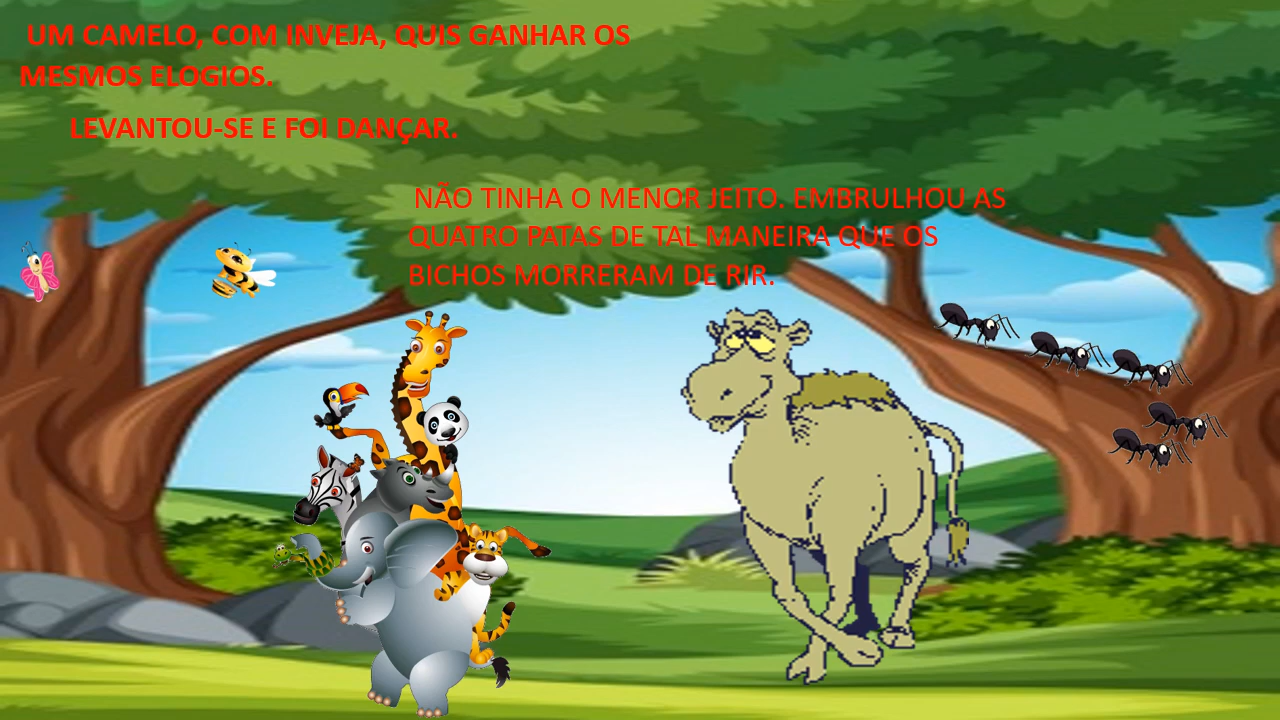 UM CAMELO, COM INVEJA, QUIS GANHAR OS
MESMOS ELOGIOS.
LEVANTOU-SE E FOI DANÇAR.
NÃO TINHA O MENOR JEITO. EMBRULHOU AS
QUATRO PATAS DE TAL MANEIRA QUE OS
BICHOS MORRERAM DE RIR.